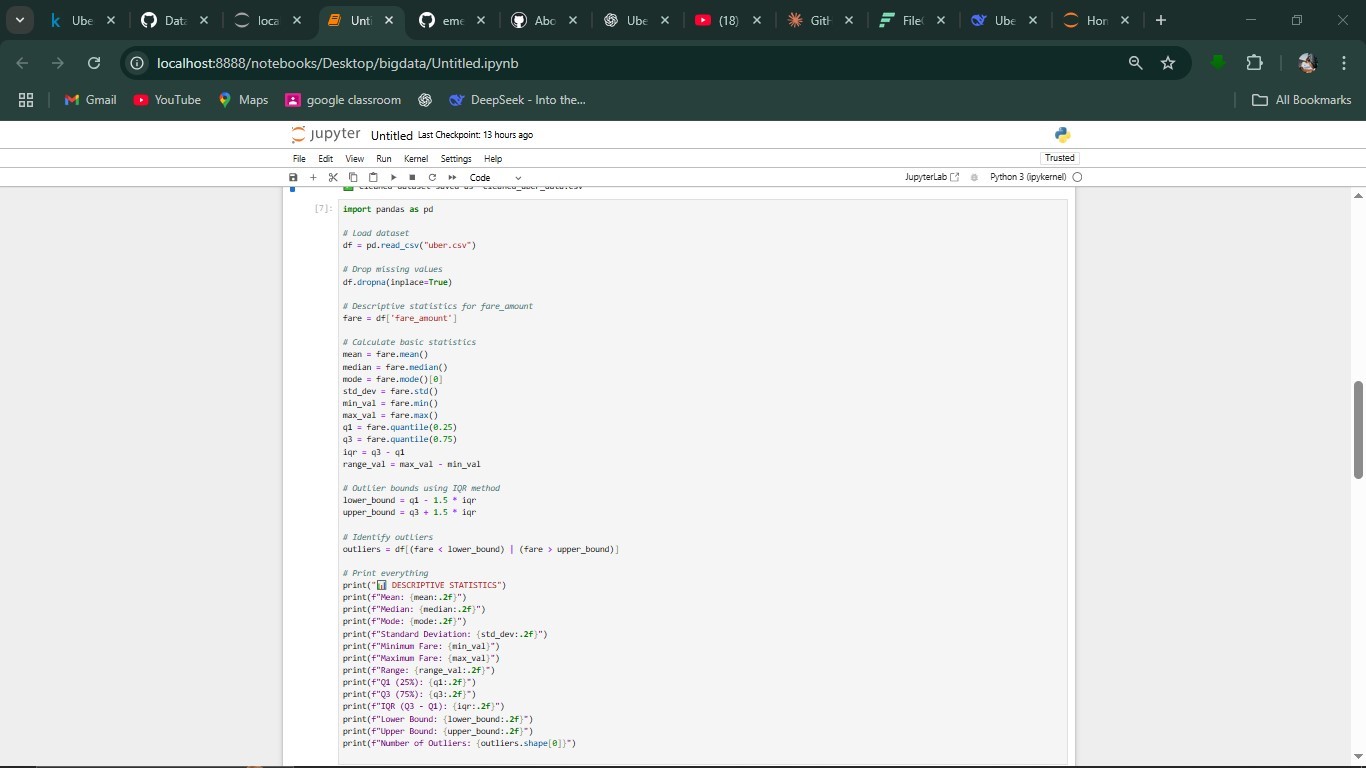 Ube
Data
loca
Unti
eme
Abo
Ube
(18)
GitH
File
Ube
Hom
localhost:8888/notebooks/Desktop/bigdata/Untitled.ipynb
Gmail
YouTube
Maps
google classroom
DeepSeek - Into the...
All Bookmarks
jupyter Untitled Last Checkpoint: 13 hours ago
File Edit View Run Kernel Settings Help
Trusted
Code
JupyterLab
Python 3 (ipykernel)
Cleaned dataset saved as 'cleaned_uber_data.csv'
[7]:
import pandas as pd
# Load dataset
df = pd.read_csv("uber.csv")
# Drop missing values
df.dropna(inplace=True)
# Descriptive statistics for fare_amount
fare = df['fare_amount']
# Calculate basic statistics
mean = fare.mean()
median = fare.median()
mode = fare.mode()[0]
std_dev = fare.std()
min_val = fare.min()
max_val = fare.max()
q1 = fare.quantile(0.25)
q3 = fare.quantile(0.75)
iqr = q3 - q1
range_val = max_val - min_val
# Outlier bounds using IQR method
lower_bound = q1 - 1.5 * iqr
upper_bound = q3 + 1.5 * iqr
# Identify outliers
outliers = df[(fare < lower_bound) | (fare > upper_bound)]
# Print everything
print("📊 DESCRIPTIVE STATISTICS")
print(f"Mean: {mean:.2f}")
print(f"Median: {median:.2f}")
print(f"Mode: {mode:.2f}")
print(f"Standard Deviation: {std_dev:.2f}")
print(f"Minimum Fare: {min_val}")
print(f"Maximum Fare: {max_val}")
print(f"Range: {range_val:.2f}")
print(f"Q1 (25%): {q1:.2f}")
print(f"Q3 (75%): {q3:.2f}")
print(f"IQR (Q3 - Q1): {iqr:.2f}")
print(f"Lower Bound: {lower_bound:.2f}")
print(f"Upper Bound: {upper_bound:.2f}")
print(f"Number of Outliers: {outliers.shape[0]}")